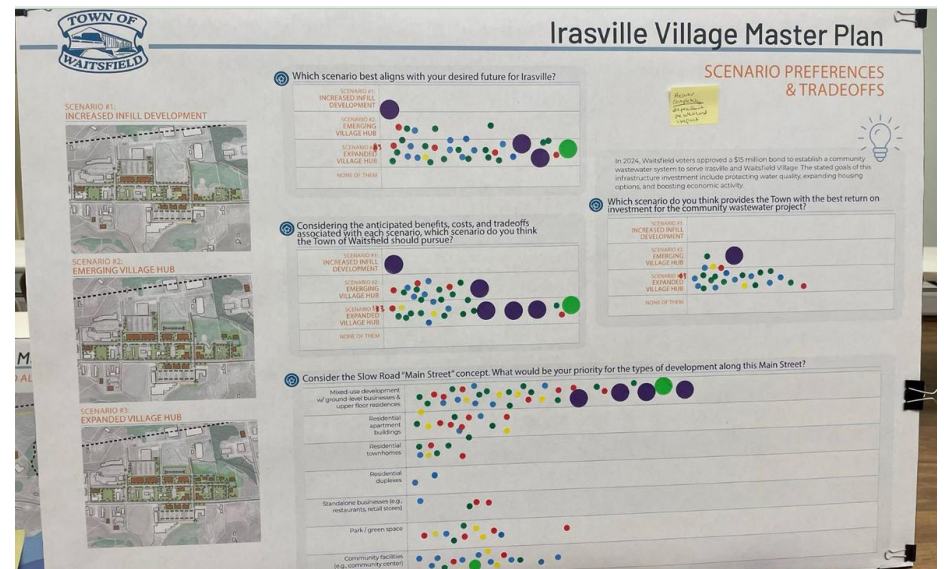 TOWN OF
WAITSFIELD
Irasville Village Master Plan
SCENARIO PREFERENCES
& TRADEOFFS
SCENARIO #1:
INCREASED INFILL DEVELOPMENT
SCENARIO #2:
EMERGING VILLAGE HUB
SCENARIO #3:
EXPANDED VILLAGE HUB
Which scenario best aligns with your desired future for Irasville?
SCENARIO #1:
INCREASED INFILL
DEVELOPMENT
SCENARIO #2:
EMERGING
VILLAGE HUB
EXPANDED
VILLAGE HUB
NONE OF THEM
Considering the anticipated benefits, costs, and tradeoffs
associated with each scenario, which scenario do you think
the Town of Waitsfield should pursue?
SCENARIO #1:
INCREASED INFILL
DEVELOPMENT
SCENARIO #2:
EMERGING
VILLAGE HUB
EXPANDED
VILLAGE HUB
NONE OF THEM
In 2024, Waitsfield voters approved a $15 million bond to establish a community
wastewater system to serve Irasville and Waitsfield Village. The stated goals of this
infrastructure investment include protecting water quality, expanding housing
options, and boosting economic activity.
Which scenario do you think provides the Town with the best return on
investment for the community wastewater project?
SCENARIO #1:
INCREASED INFILL
DEVELOPMENT
SCENARIO #2:
EMERGING
VILLAGE HUB
EXPANDED
VILLAGE HUB
NONE OF THEM
Consider the Slow Road "Main Street" concept. What would be your priority for the types of development along this Main Street?
Mixed-use development
w/ ground-level businesses &
upper floor residences
Residential
apartment
buildings
Residential
townhomes
Residential
duplexes
Standalone businesses (e.g.,
restaurants, retail stores)
Park / green space
Community facilities
(e.g., community center)